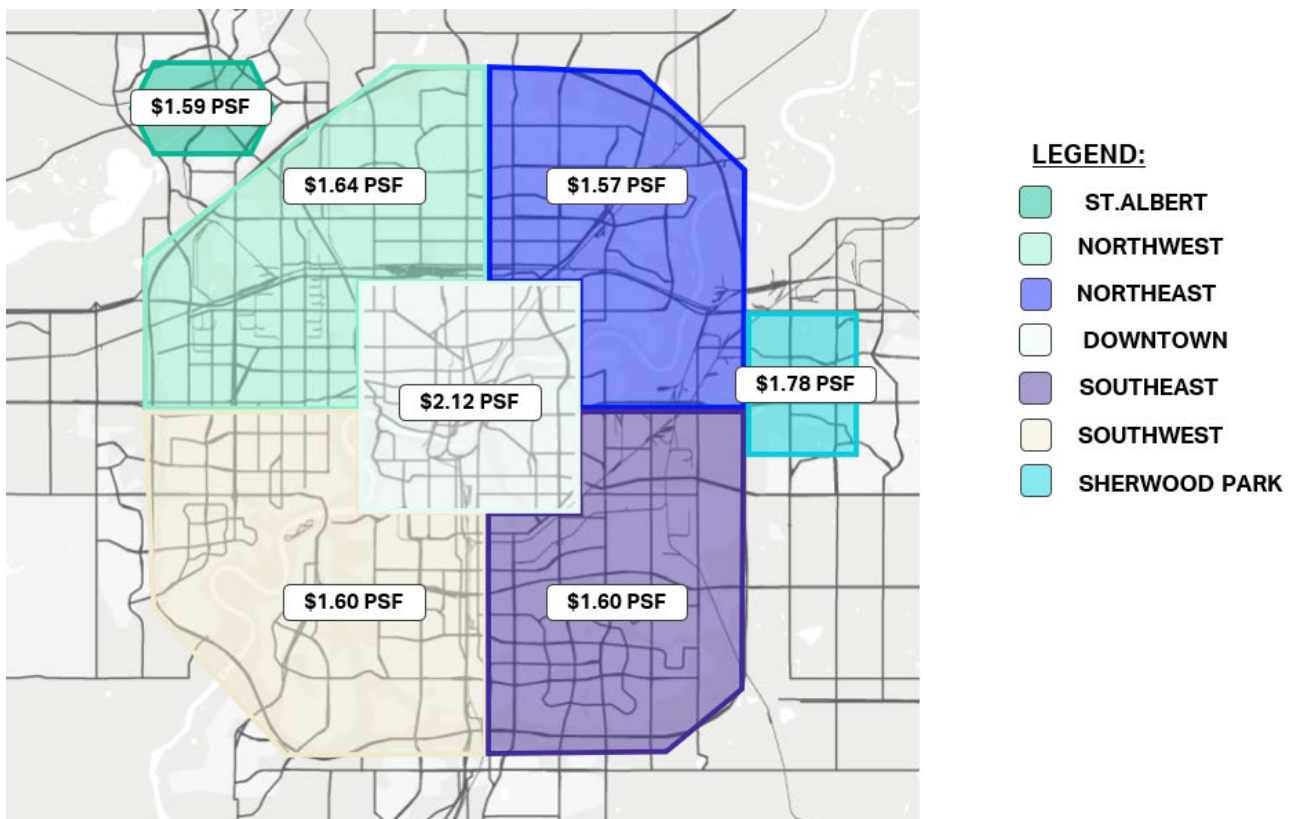 $1.59 PSF
$1.64 PSF
$1.57 PSF
$1.78 PSF
$2.12 PSF
$1.60 PSF
$1.60 PSF
LEGEND:
ST.ALBERT
NORTHWEST
NORTHEAST
DOWNTOWN
SOUTHEAST
SOUTHWEST
SHERWOOD PARK